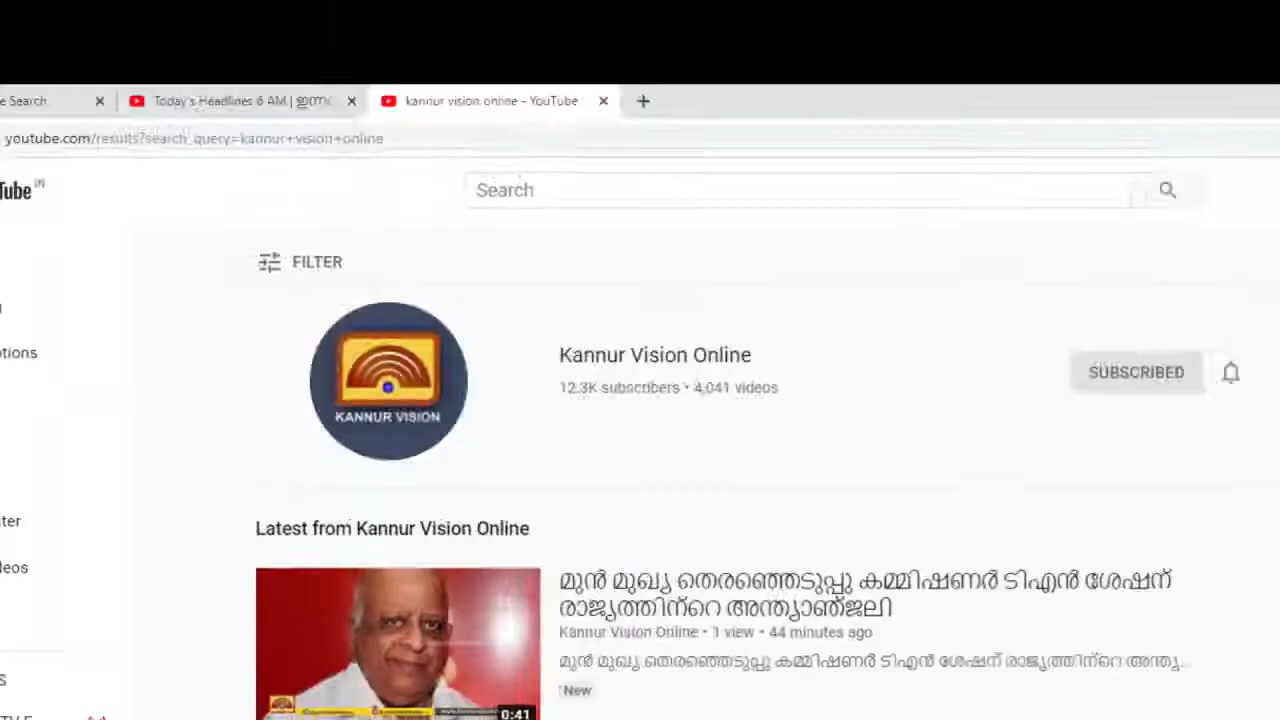 e Search
Today's Headlines 6 AM |
kannur vision online - YouTube
youtube.com/results?search_query=kannur+vision+online
Tube IN
Search
FILTER
otions
KANNUR VISION
Kannur Vision Online
12.3K subscribers • 4,041 videos
SUBSCRIBED
ter
deos
Latest from Kannur Vision Online
മുൻ മുഖ്യ തെരഞ്ഞെടുപ്പു കമ്മിഷണർ ടിഎൻ ശേഷന്
രാജ്യത്തിന്റെ അന്ത്യാഞ്ജലി
Kannur Vision Online • 1 view • 44 minutes ago
മുൻ മുഖ്യ തെരഞ്ഞെടുപ്പു കമ്മിഷണർ ടിഎൻ ശേഷന് രാജ്യത്തിന്റെ അന്ത്യ...
New
0:41
S